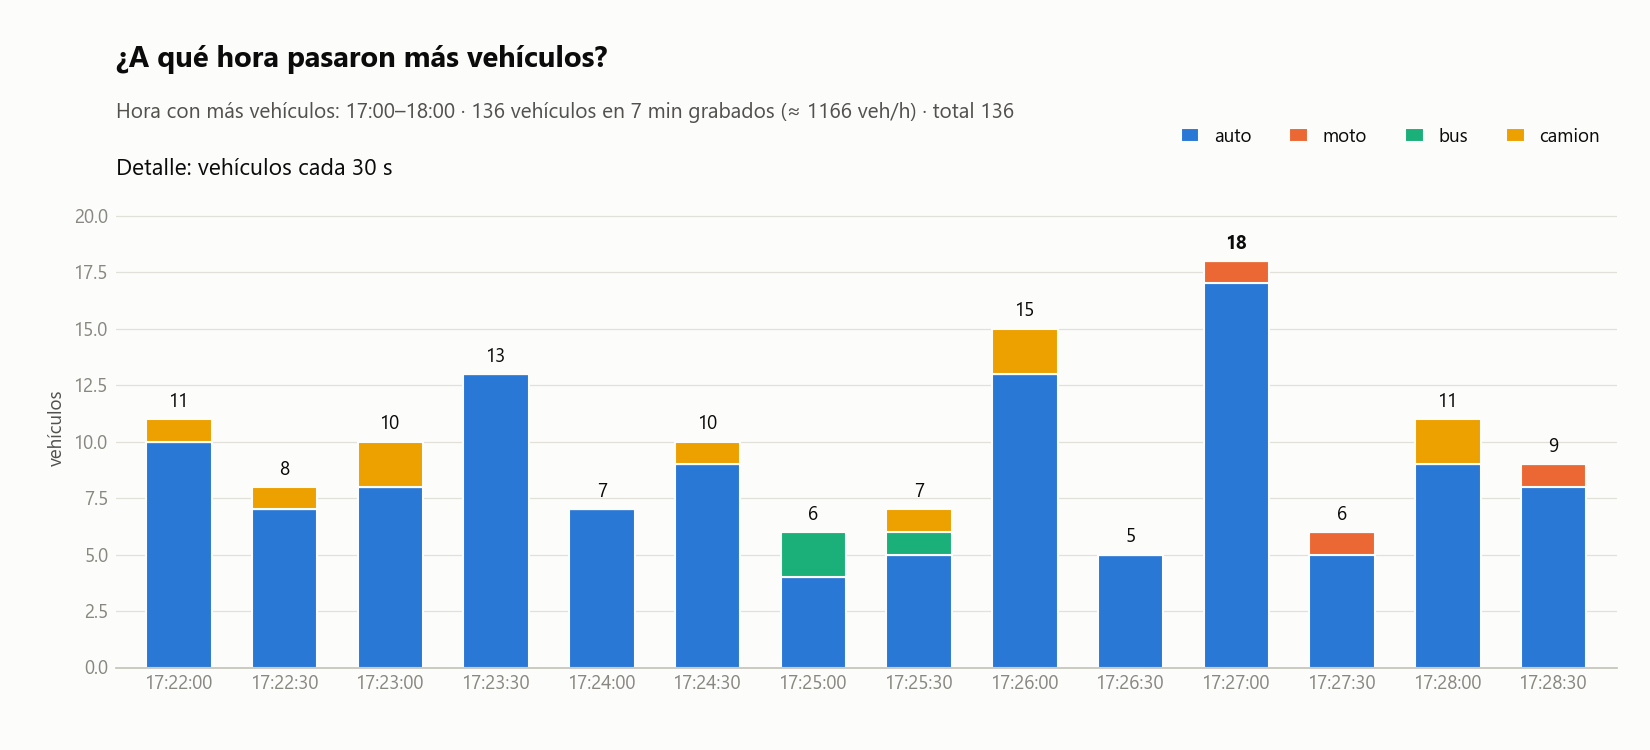 ¿A qué hora pasaron más vehículos?
Hora con más vehículos: 17:00–18:00 · 136 vehículos en 7 min grabados (≈ 1166 veh/h) · total 136
auto moto bus camion
Detalle: vehículos cada 30 s
vehículos
20.0
17.5
15.0
12.5
10.0
7.5
5.0
2.5
0.0
11 8 10 13 7 10 6 7 15 5 18 6 11 9
17:22:00 17:22:30 17:23:00 17:23:30 17:24:00 17:24:30 17:25:00 17:25:30 17:26:00 17:26:30 17:27:00 17:27:30 17:28:00 17:28:30